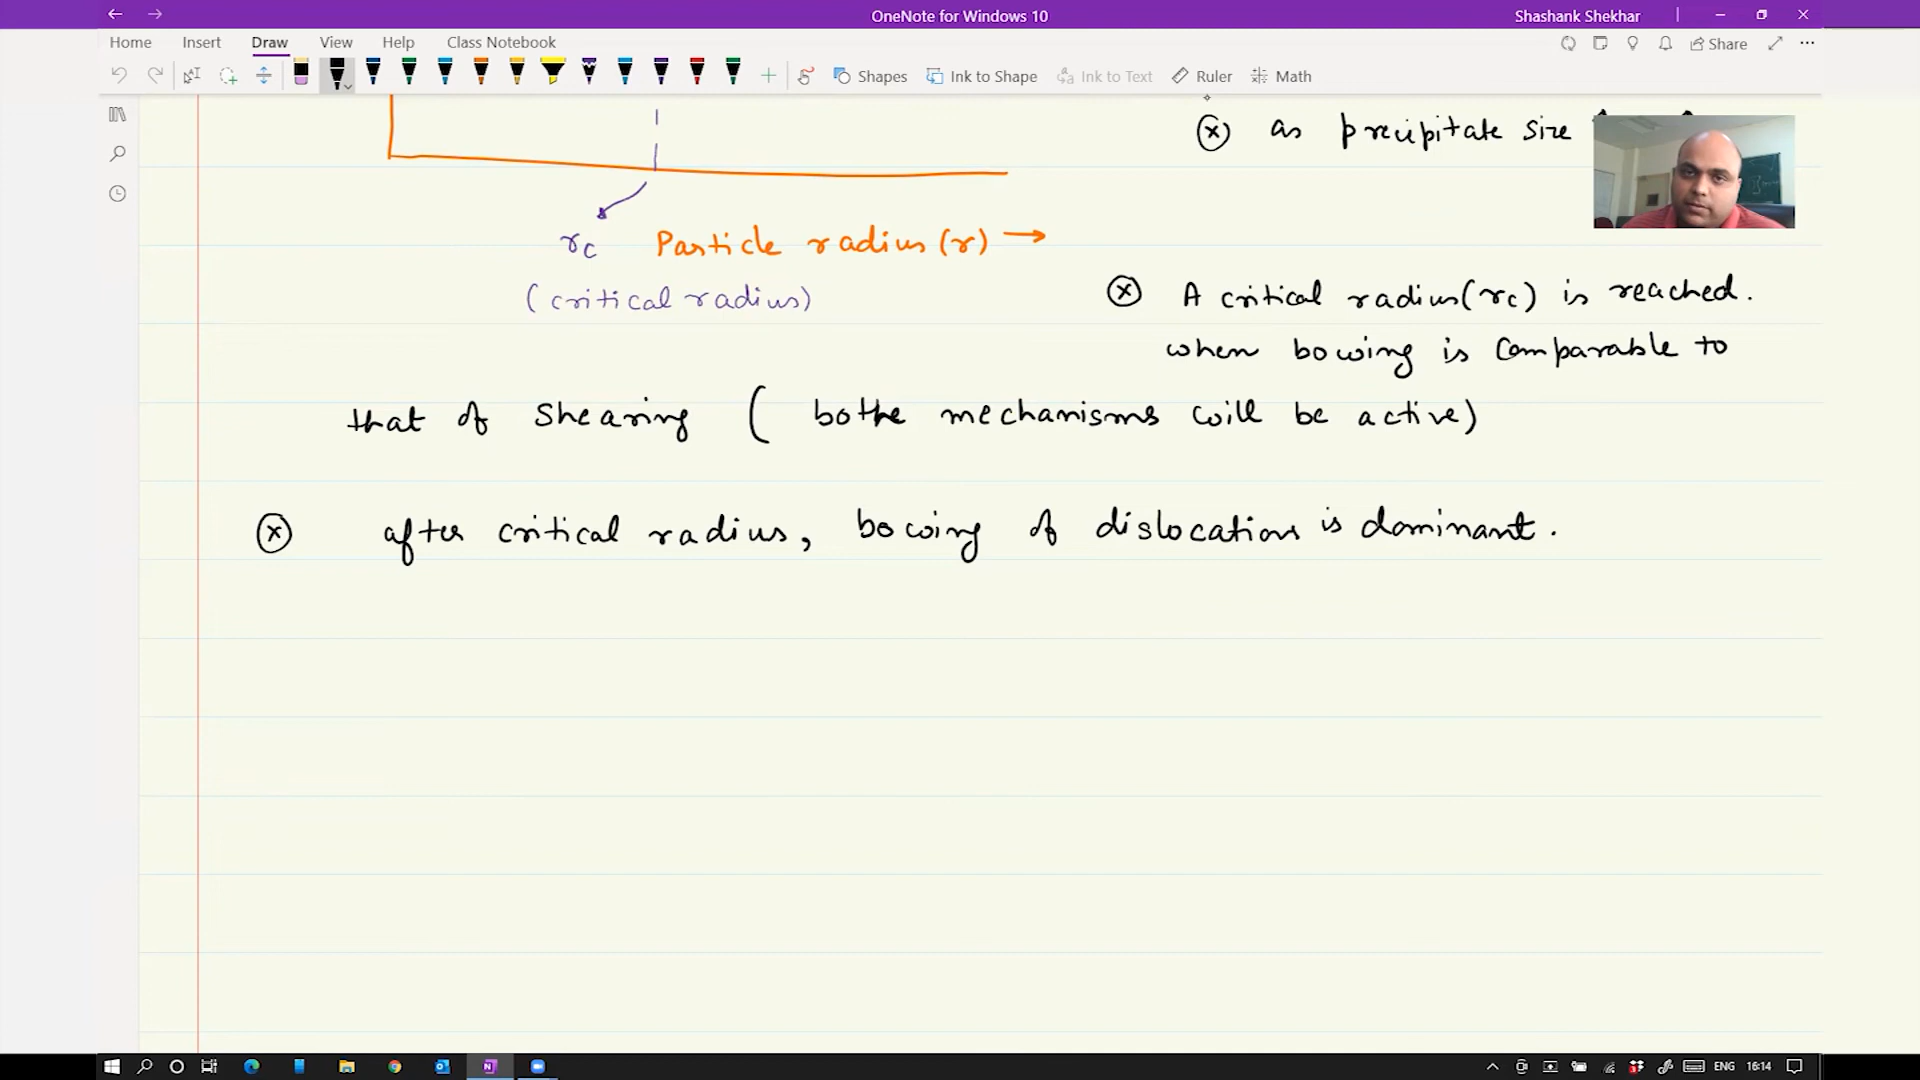 OneNote for Windows 10
Shashank Shekhar
Home Insert Draw View Help Class Notebook
Share
Shapes Ink to Shape Ink to Text Ruler Math
as precipitate size
rc Particle radius (r) →
(critical radius)
A critical radius (rc) is reached.
when bowing is comparable to
that of shearing ( bothe mechanisms will be active)
after critical radius, bowing of dislocations is dominant.
ENG 16:14